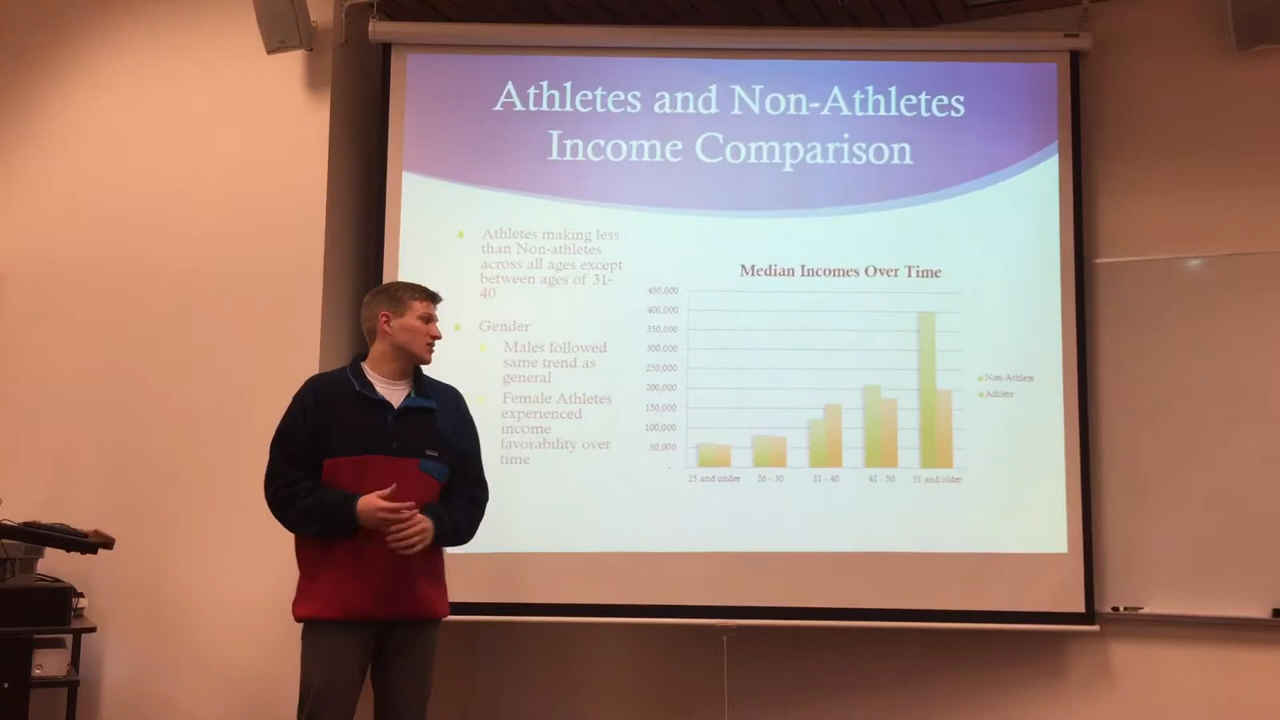 Athletes and Non-Athletes
Income Comparison
Athletes making less
than Non-athletes
across all ages except
between ages of 31-
40
Gender
Males followed
same trend as
general
Female Athletes
experienced
income
favorability over
time
Median Incomes Over Time
450,000
400,000
350,000
300,000
250,000
200,000
150,000
100,000
50,000
-
25 and under
26 - 30
31 - 40
41 - 50
51 and older
Non-Athlete
Athlete